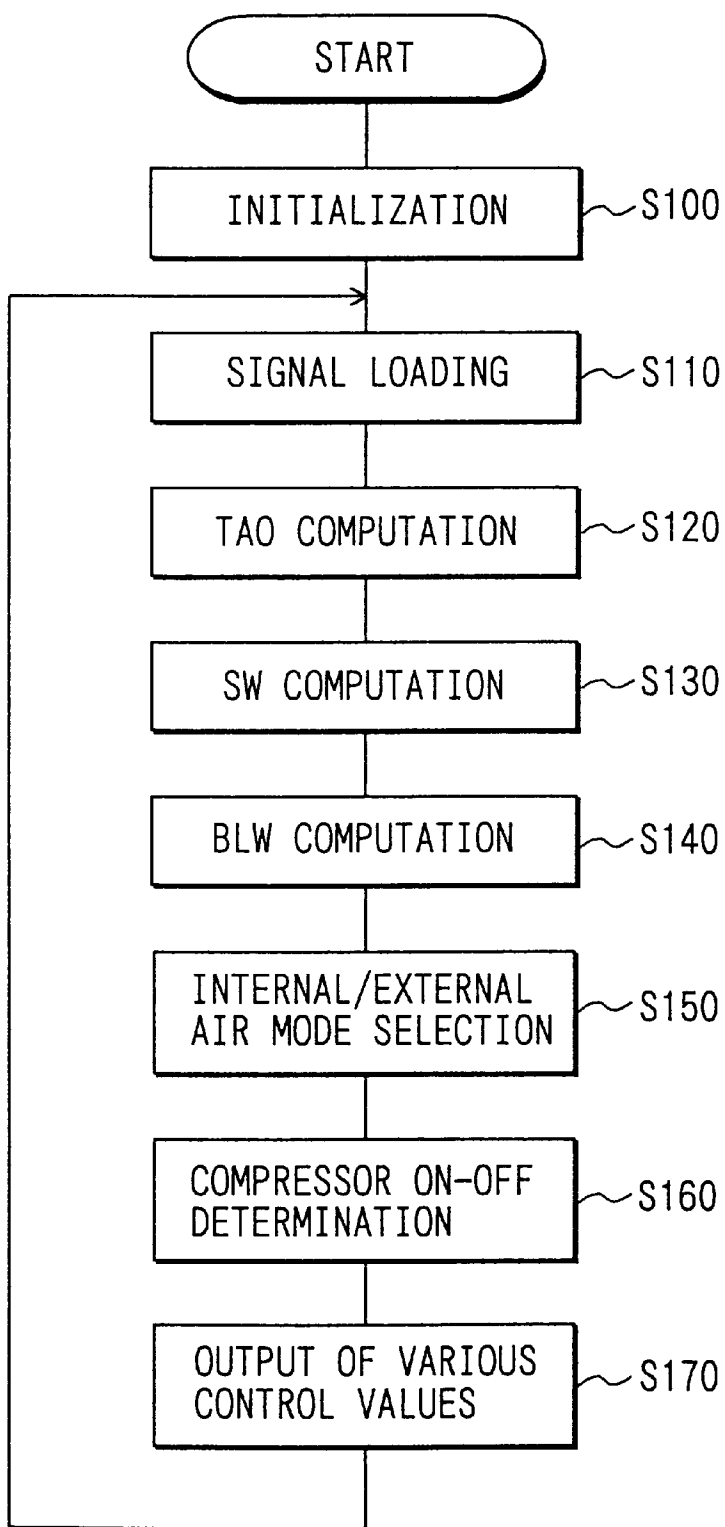 START
INITIALIZATION S100
SIGNAL LOADING S110
TAO COMPUTATION S120
SW COMPUTATION S130
BLW COMPUTATION S140
INTERNAL/EXTERNAL
AIR MODE SELECTION S150
COMPRESSOR ON-OFF
DETERMINATION S160
OUTPUT OF VARIOUS
CONTROL VALUES S170